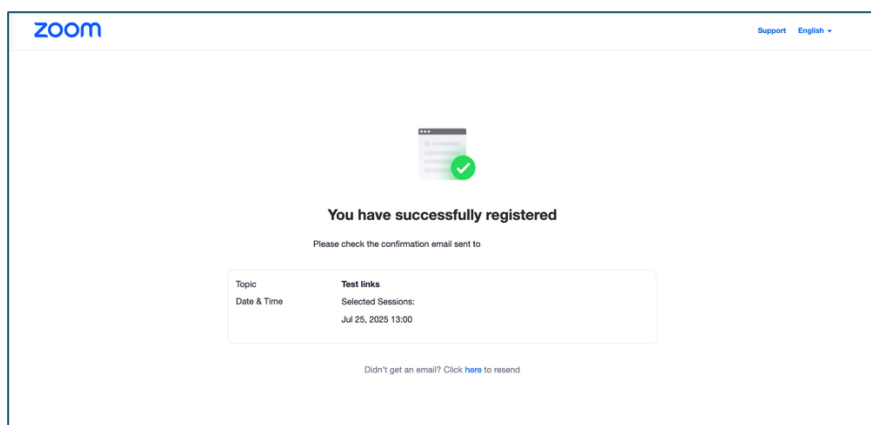 zoom
Support English
You have successfully registered
Please check the confirmation email sent to
Topic Test links
Date & Time Selected Sessions:
Jul 25, 2025 13:00
Didn't get an email? Click here to resend